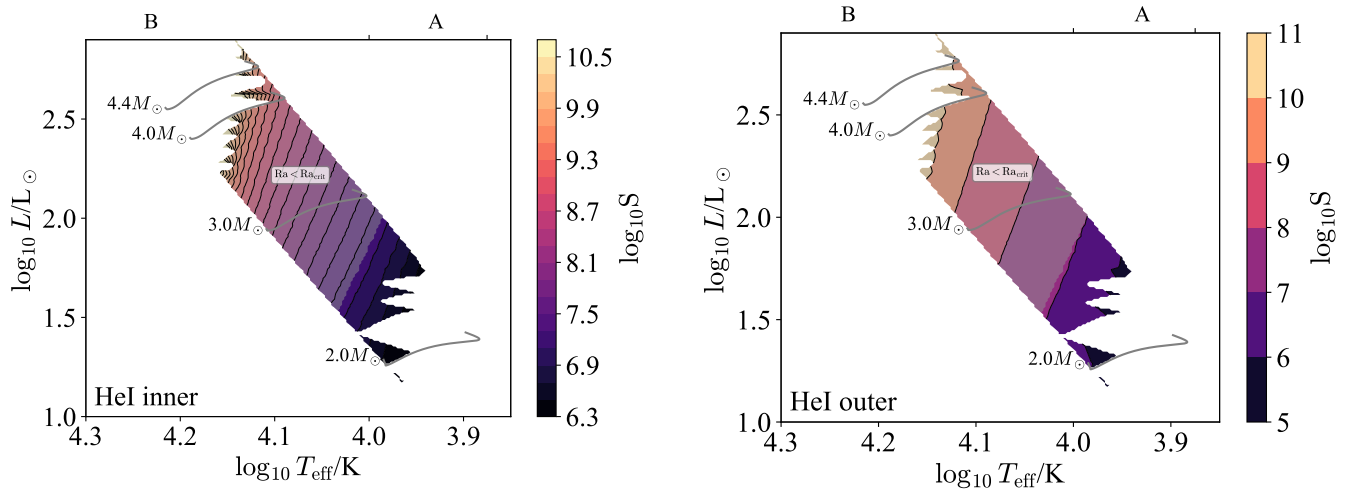 B
A
log₁₀ L/L⊙
2.5
2.0
1.5
1.0
4.4M⊙
4.0M⊙
3.0M⊙
2.0M⊙
Ra < Ra_crit
HeI inner
4.3
4.2
4.1
4.0
3.9
log₁₀ T_eff/K
10.5
9.9
9.3
8.7
8.1
7.5
6.9
6.3
log₁₀S
B
A
log₁₀ L/L⊙
2.5
2.0
1.5
1.0
4.4M⊙
4.0M⊙
3.0M⊙
2.0M⊙
Ra < Ra_crit
HeI outer
4.3
4.2
4.1
4.0
3.9
log₁₀ T_eff/K
11
10
9
8
7
6
5
log₁₀S